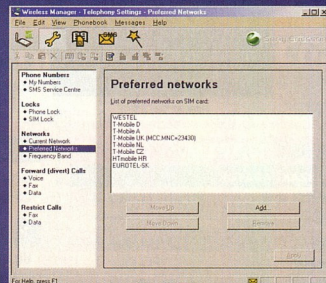 Wireless Manager - Telephony Settings - Preferred Networks
File Edit View Phonebook Messages Help
SMS
Phone Numbers
My Numbers
SMS Service Centre
Locks
Phone Lock
SIM Lock
Networks
Current Network
Preferred Networks
Frequency Band
Forward (divert) Calls
Voice
Fax
Data
Restrict Calls
Fax
Data
Preferred networks
List of preferred networks on SIM card:
WESTEL
T-Mobile D
T-Mobile A
T-Mobile UK (MCC:MNC=23430)
T-Mobile NL
T-Mobile CZ
HTmobile HR
EUROTEL-SK
Move Up
Add...
Move Down
Remove
Apply
For Help, press F1